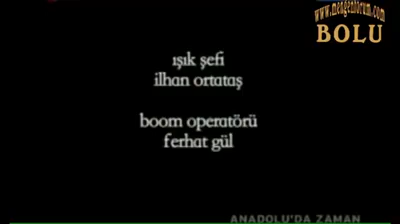 www.mengenforum.com
BOLU
ışık şefi
ilhan ortataş
boom operatörü
ferhat gül
ANADOLU'DA ZAMAN